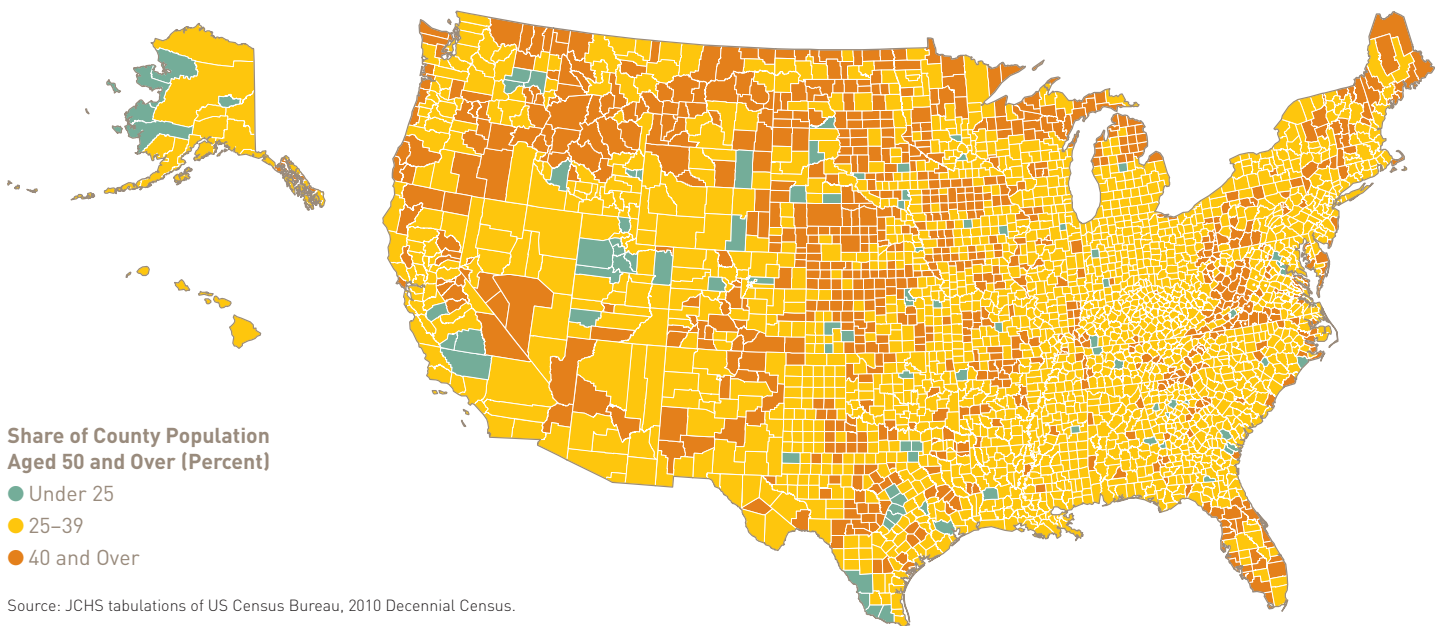 Share of County Population
Aged 50 and Over (Percent)
Under 25
25–39
40 and Over
Source: JCHS tabulations of US Census Bureau, 2010 Decennial Census.